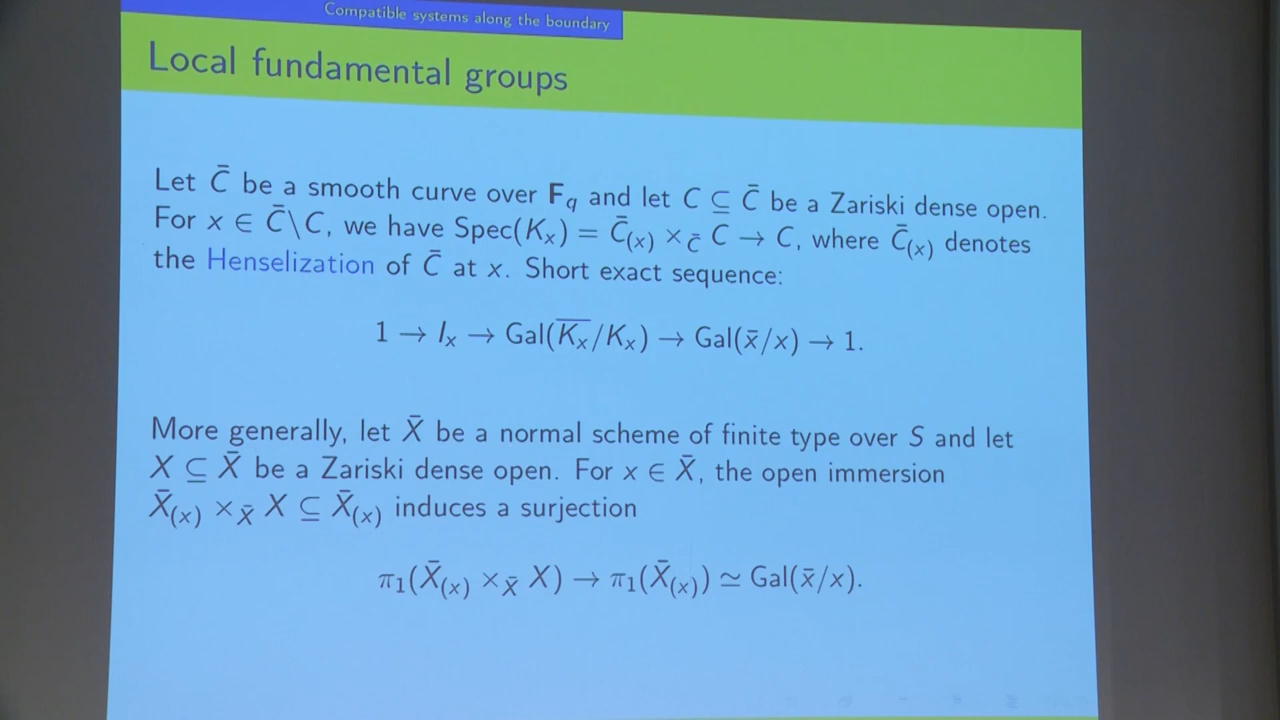 Compatible systems along the boundary
Local fundamental groups
Let C̄ be a smooth curve over F_q and let C ⊆ C̄ be a Zariski dense open.
For x ∈ C̄\C, we have Spec(K_x) = C̄_(x) ×_C̄ C → C, where C̄_(x) denotes
the Henselization of C̄ at x. Short exact sequence:
1 → I_x → Gal(K̅_x̅/K_x) → Gal(x̄/x) → 1.
More generally, let X̄ be a normal scheme of finite type over S and let
X ⊆ X̄ be a Zariski dense open. For x ∈ X̄, the open immersion
X̄_(x) ×_X̄ X ⊆ X̄_(x) induces a surjection
π₁(X̄_(x) ×_X̄ X) → π₁(X̄_(x)) ≃ Gal(x̄/x).